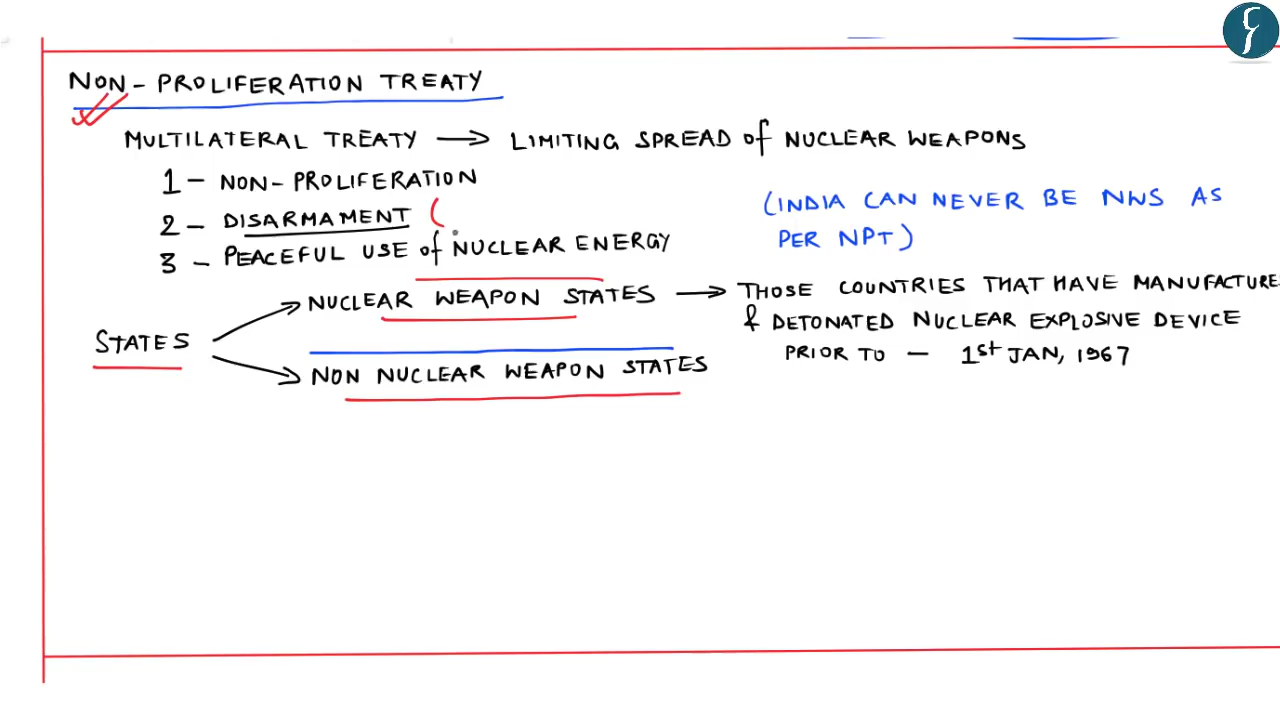 NON - PROLIFERATION TREATY
MULTILATERAL TREATY → LIMITING SPREAD of NUCLEAR WEAPONS
1 - NON - PROLIFERATION
2 - DISARMAMENT (
3 - PEACEFUL USE of NUCLEAR ENERGY
(INDIA CAN NEVER BE NWS AS
PER NPT)
STATES
NUCLEAR WEAPON STATES → THOSE COUNTRIES THAT HAVE MANUFACTURE
& DETONATED NUCLEAR EXPLOSIVE DEVICE
PRIOR TO - 1st JAN, 1967
NON NUCLEAR WEAPON STATES